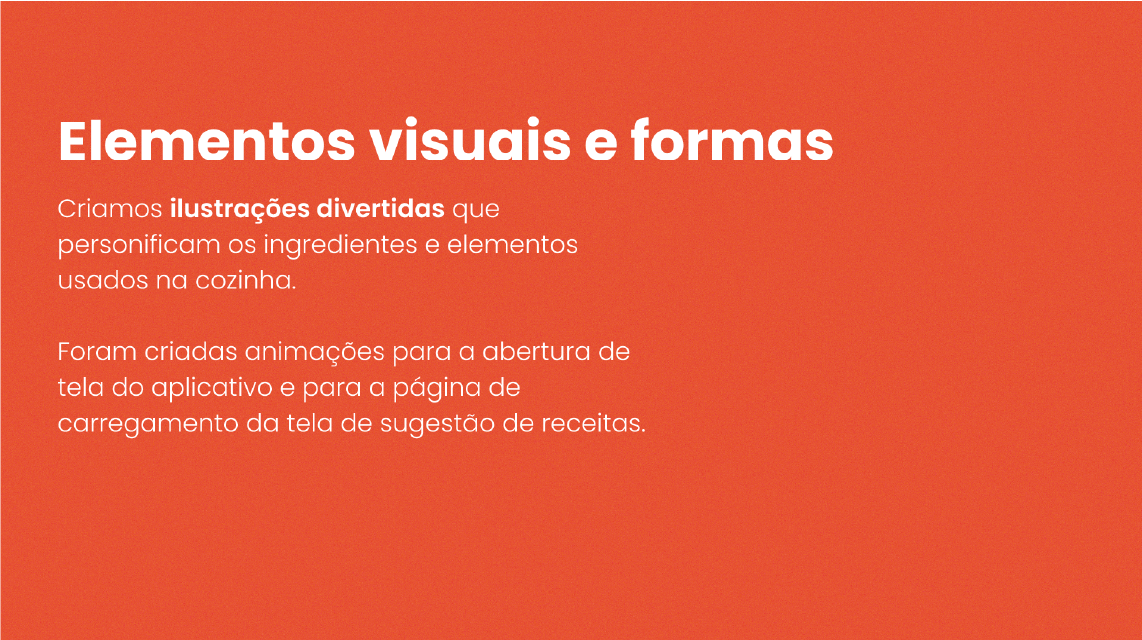 Elementos visuais e formas
Criamos ilustrações divertidas que
personificam os ingredientes e elementos
usados na cozinha.
Foram criadas animações para a abertura de
tela do aplicativo e para a página de
carregamento da tela de sugestão de receitas.